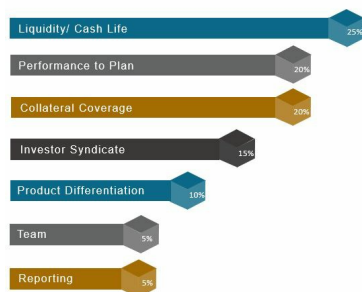 Liquidity/ Cash Life
25%
Performance to Plan
20%
Collateral Coverage
20%
Investor Syndicate
15%
Product Differentiation
10%
Team
5%
Reporting
5%